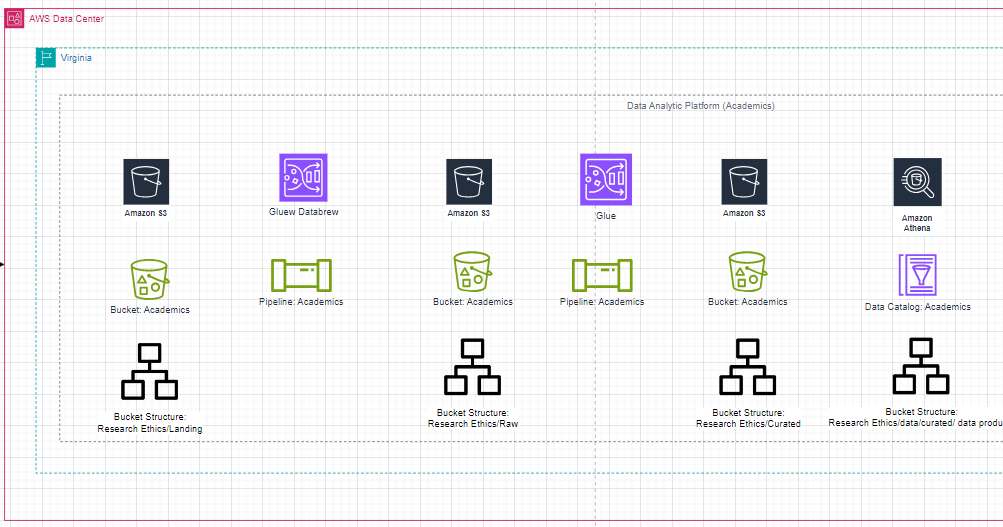 AWS Data Center
Virginia
Data Analytic Platform (Academics)
Amazon S3
Gluew Databrew
Amazon S3
Glue
Amazon S3
Amazon
Athena
Bucket: Academics
Pipeline: Academics
Bucket: Academics
Pipeline: Academics
Bucket: Academics
Data Catalog: Academics
Bucket Structure:
Research Ethics/Landing
Bucket Structure:
Research Ethics/Raw
Bucket Structure:
Research Ethics/Curated
Bucket Structure:
Research Ethics/data/curated/ data produ